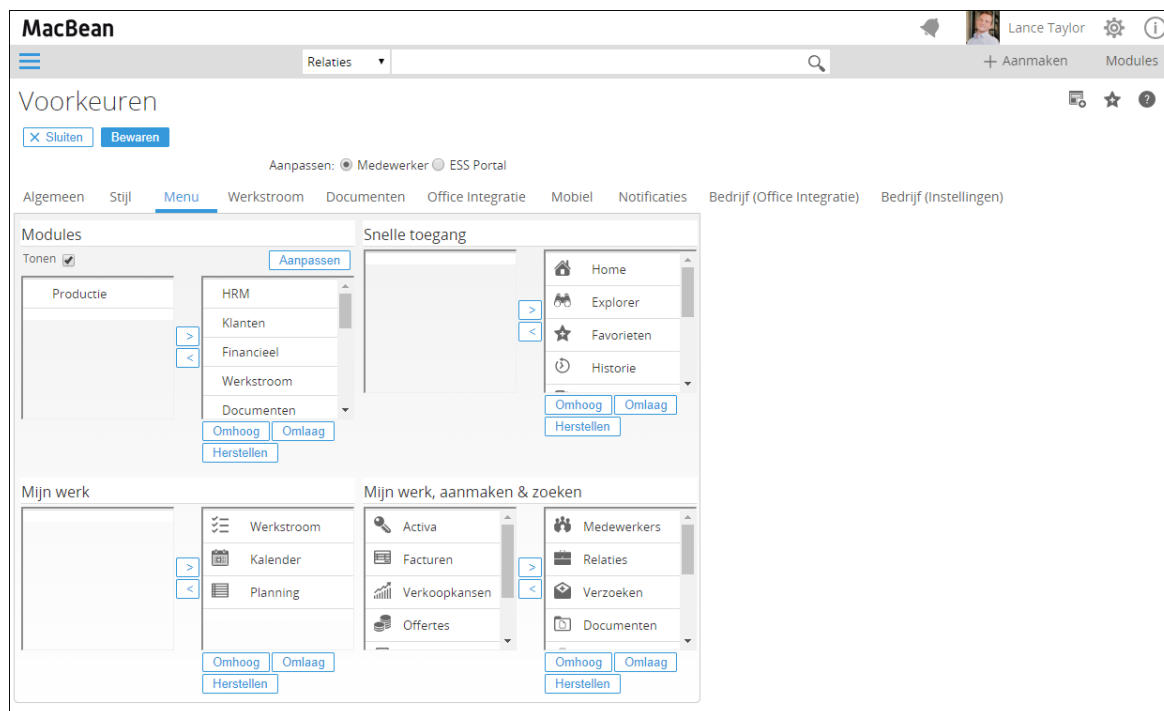 MacBean
Lance Taylor
Relaties
Aanmaken
Modules
Voorkeuren
Sluiten
Bewaren
Aanpassen: Medewerker ESS Portal
Algemeen Stijl Menu Werkstroom Documenten Office Integratie Mobiel Notificaties Bedrijf (Office Integratie) Bedrijf (Instellingen)
Modules
Tonen
Aanpassen
Productie
>
<
HRM
Klanten
Financieel
Werkstroom
Documenten
Omhoog Omlaag
Herstellen
Snelle toegang
>
<
Home
Explorer
Favorieten
Historie
Omhoog Omlaag
Herstellen
Mijn werk
>
<
Werkstroom
Kalender
Planning
Omhoog Omlaag
Herstellen
Mijn werk, aanmaken & zoeken
Activa
Facturen
Verkoopkansen
Offertes
>
<
Medewerkers
Relaties
Verzoeken
Documenten
Omhoog Omlaag
Herstellen